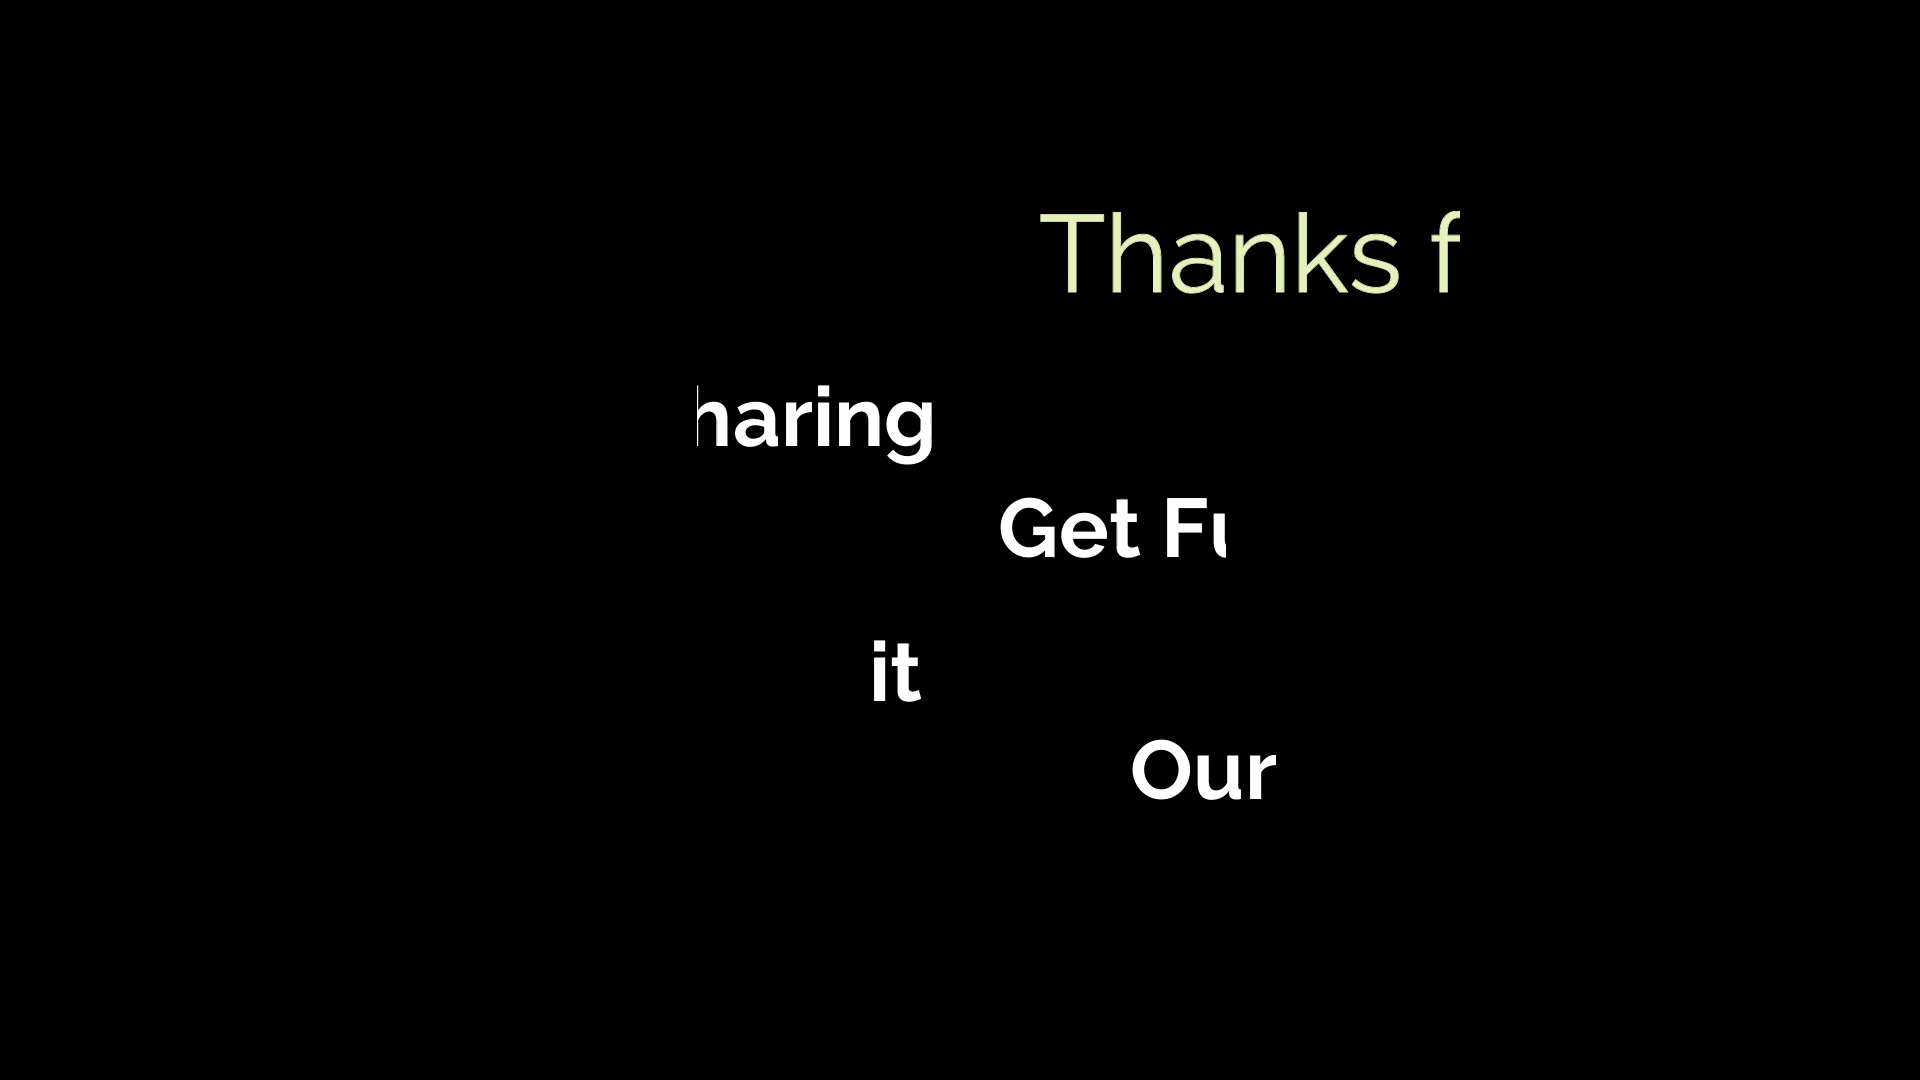 Thanks f
haring
Get Fu
it
Our